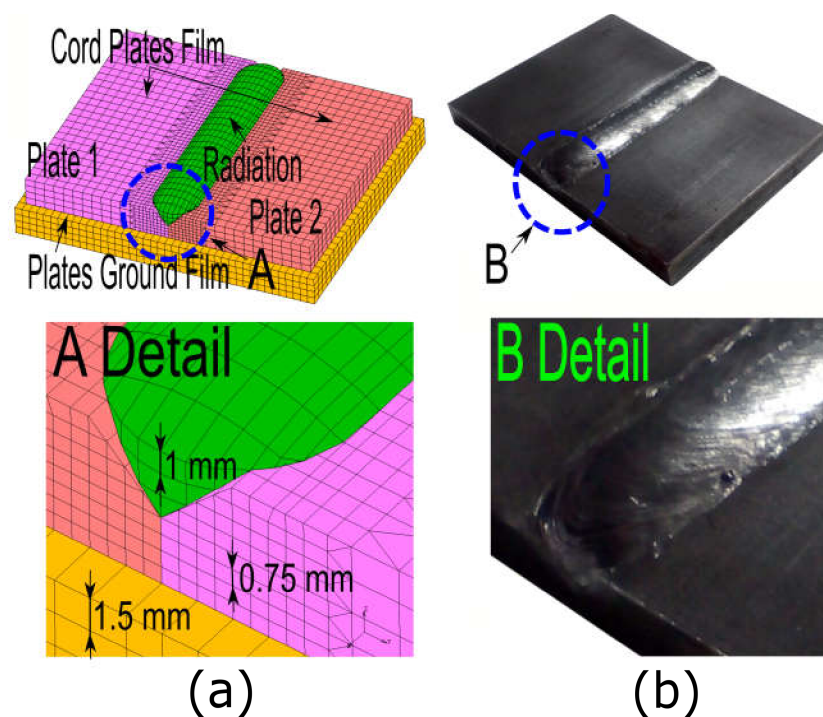 Cord Plates Film
Plate 1
Radiation
Plate 2
A
Plates Ground Film
B
A Detail
1 mm
0.75 mm
1.5 mm
B Detail
(a)
(b)